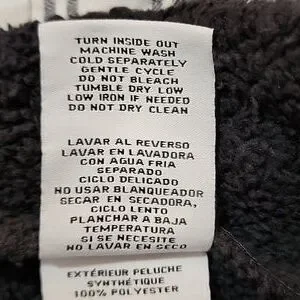 TURN INSIDE OUT
MACHINE WASH
COLD SEPARATELY
GENTLE CYCLE
DO NOT BLEACH
TUMBLE DRY LOW
LOW IRON IF NEEDED
DO NOT DRY CLEAN
LAVAR AL REVERSO
LAVAR EN LAVADORA
CON AGUA FRIA
SEPARADO
CICLO DELICADO
NO USAR BLANQUEADOR
SECAR EN SECADORA,
CICLO LENTO
PLANCHAR A BAJA
TEMPERATURA
SI SE NECESITE
NO LAVAR EN SECO
EXTÉRIEUR PELUCHE
SYNTHÉTIQUE
100% POLYESTER